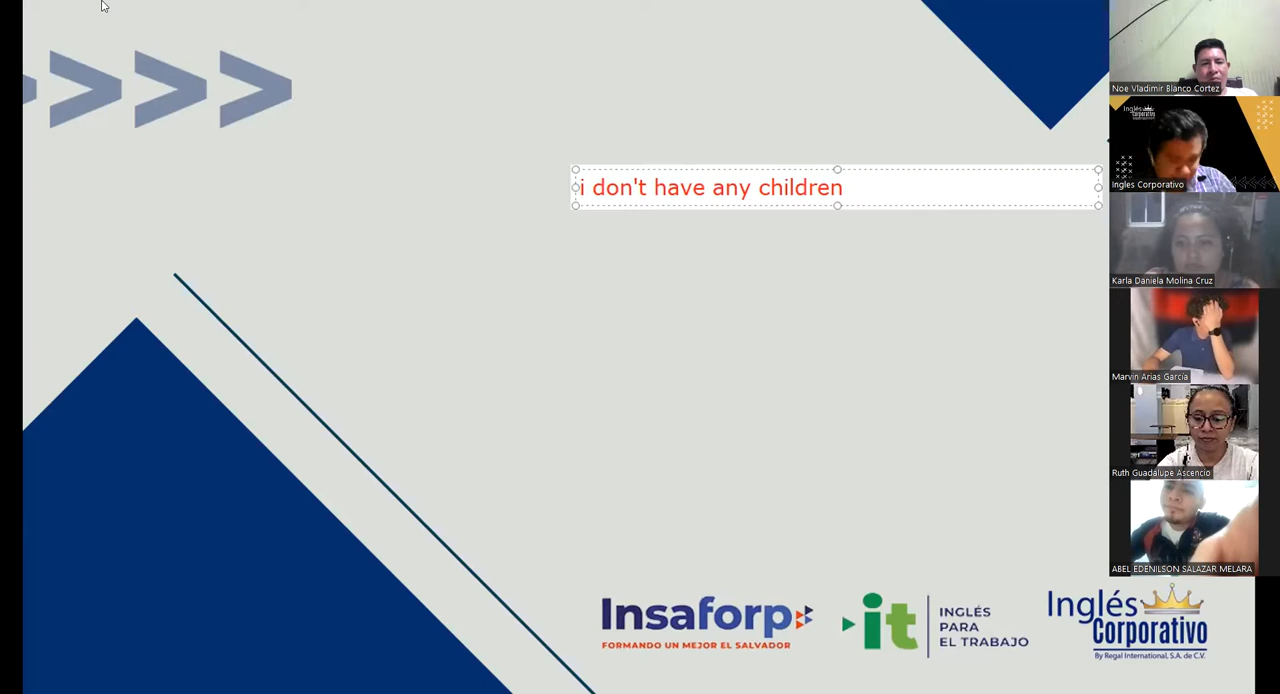 i don't have any children
Noe Vladimir Blanco Cortez
Inglés
Corporativo
Ingles Corporativo
Karla Daniela Molina Cruz
Marvin Arias García
Ruth Guadalupe Ascencio
ABEL EDENILSON SALAZAR MELARA
Insaforp
FORMANDO UN MEJOR EL SALVADOR
it
INGLÉS
PARA
EL TRABAJO
Inglés
Corporativo
By Regal International, S.A. de C.V.